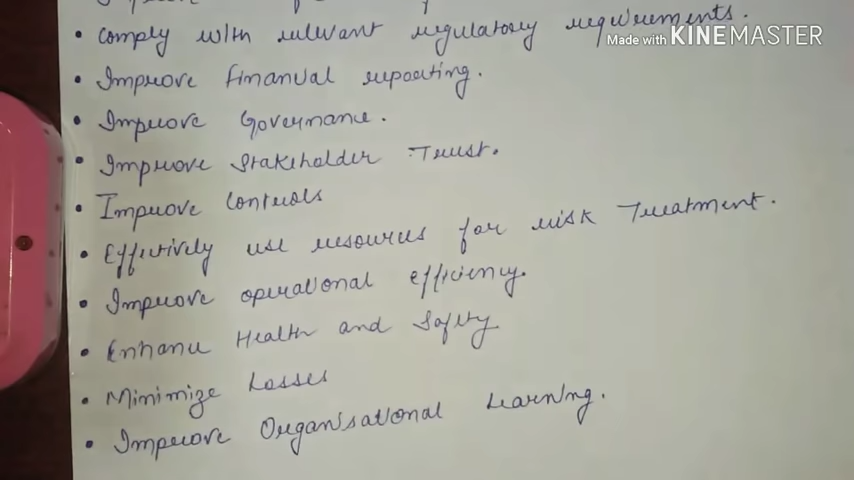 • Comply with relevant regulatory requirements.
Made with KINEMASTER
• Improve financial reporting.
• Improve Governance.
• Improve Stakeholder Trust.
• Improve Controls
• Effectively use resources for risk Treatment.
• Improve operational efficiency.
• Enhance Health and Safety
• Minimize Losses
• Improve Organisational Learning.